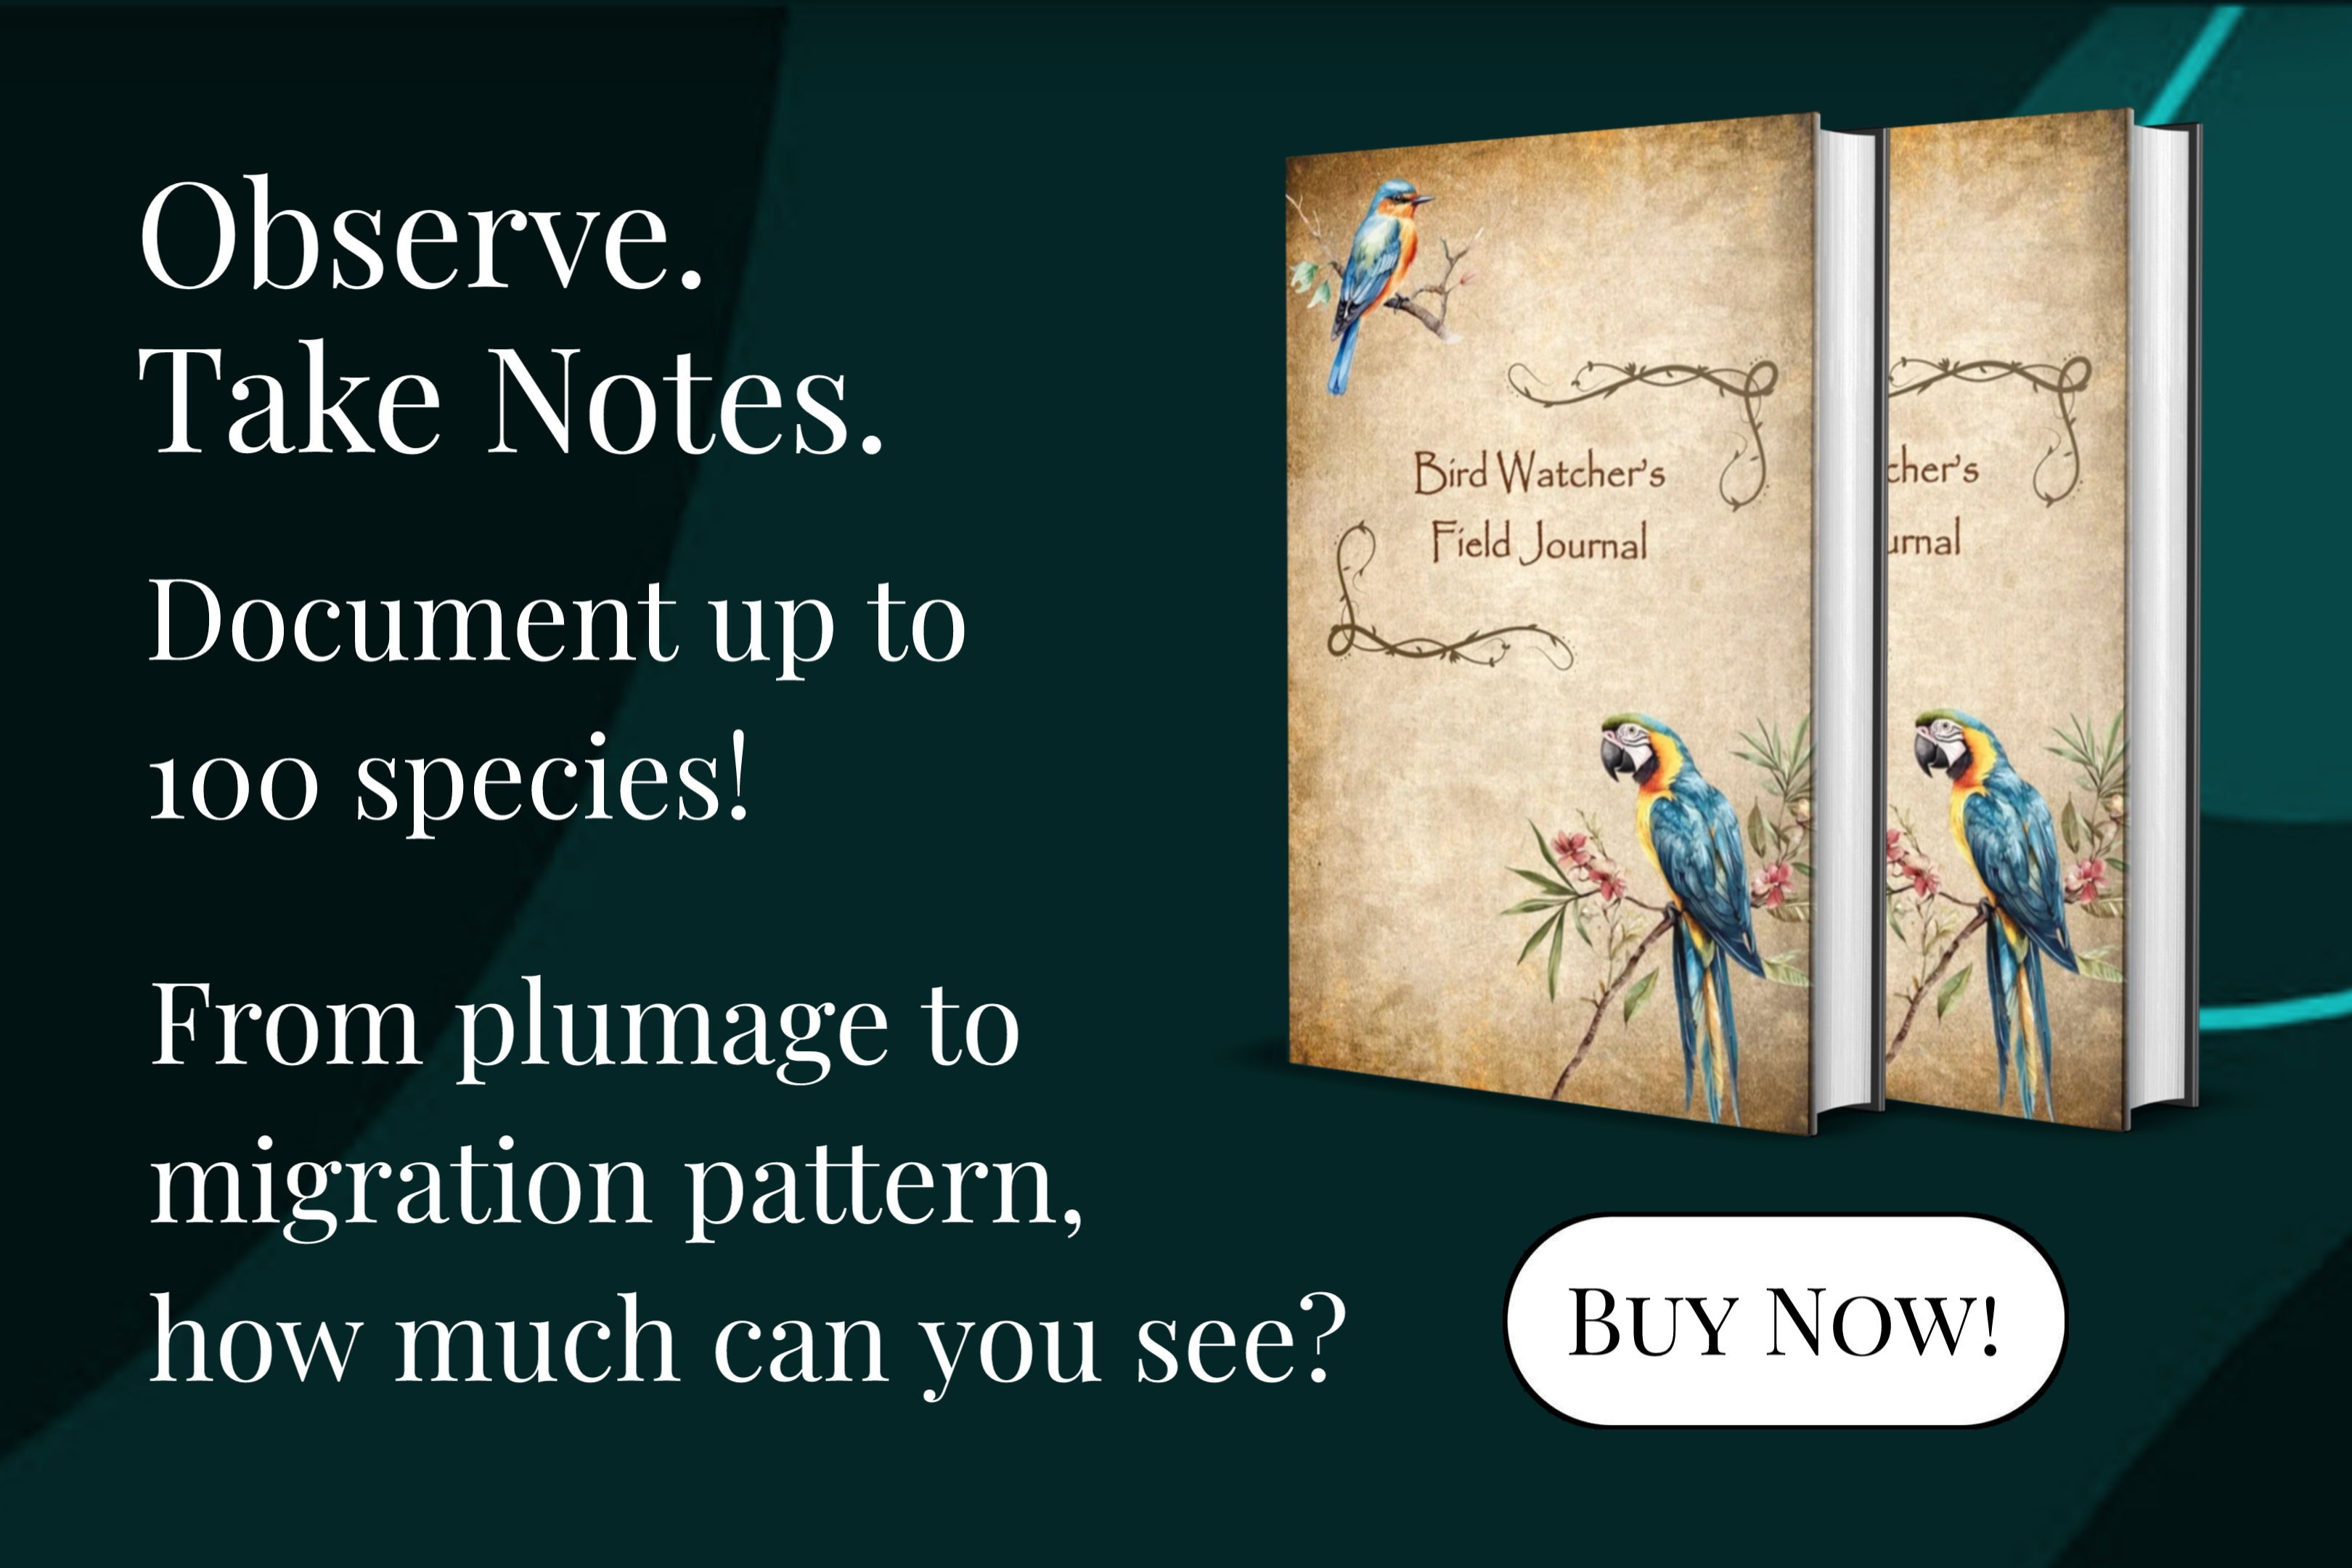 Observe.
Take Notes.
Document up to
100 species!
From plumage to
migration pattern,
how much can you see?
Bird Watcher's
Field Journal
cher's
urnal
Buy Now!